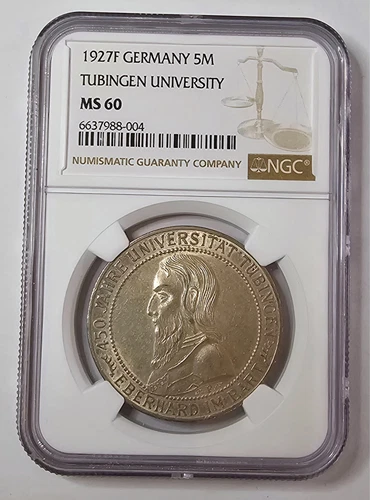 1927F GERMANY 5M
TUBINGEN UNIVERSITY
MS 60
6637988-004
NUMISMATIC GUARANTY COMPANY NGC®
450 JAHRE UNIVERSITÄT TÜBINGEN
EBERHARD IM BART